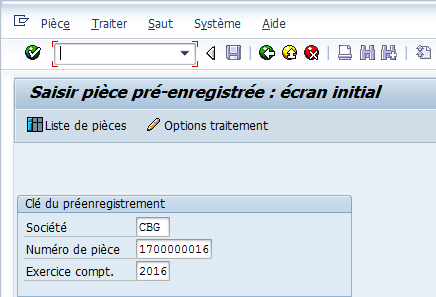 Pièce Traiter Saut Système Aide
Saisir pièce pré-enregistrée : écran initial
Liste de pièces Options traitement
Clé du préenregistrement
Société CBG
Numéro de pièce 1700000016
Exercice compt. 2016